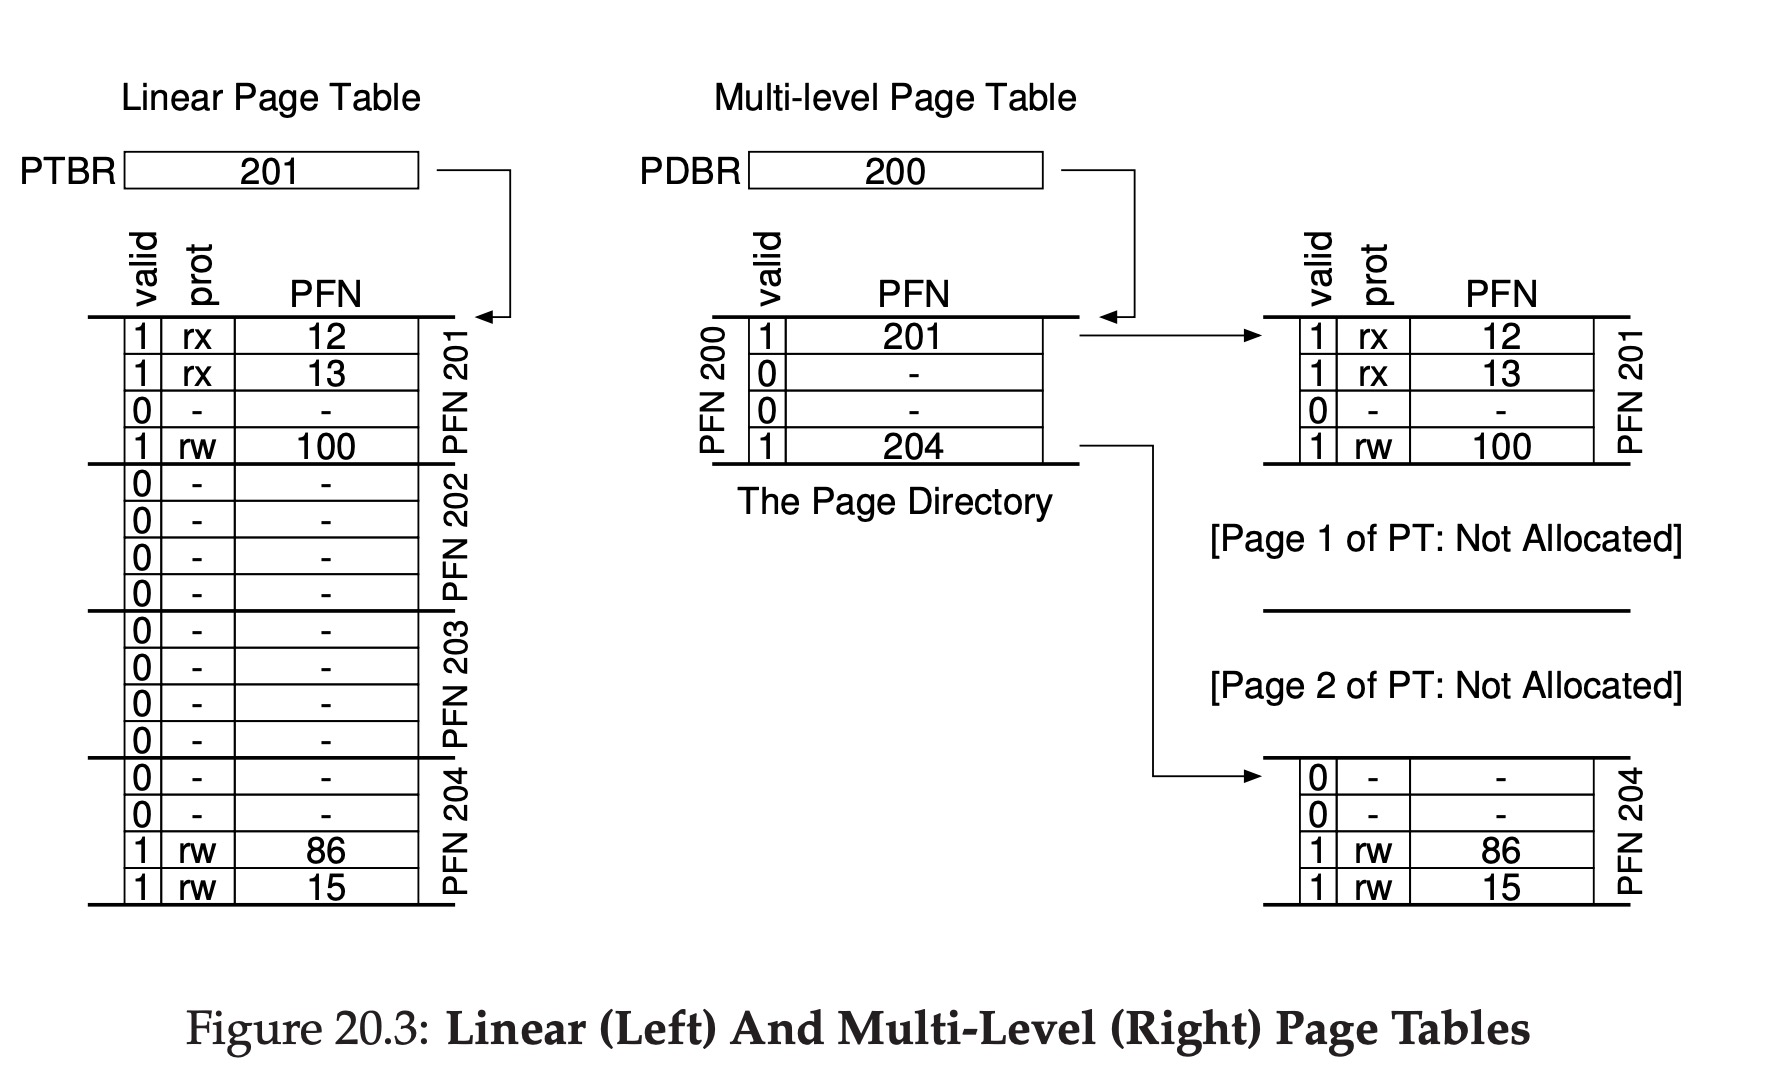 Linear Page Table
PTBR 201
valid prot PFN
1 rx 12
1 rx 13
0 - -
1 rw 100
PFN 201
0 - -
0 - -
0 - -
0 - -
PFN 202
0 - -
0 - -
0 - -
0 - -
PFN 203
0 - -
0 - -
1 rw 86
1 rw 15
PFN 204
Multi-level Page Table
PDBR 200
valid PFN
PFN 200
1 201
0 -
0 -
1 204
The Page Directory
valid prot PFN
1 rx 12
1 rx 13
0 - -
1 rw 100
PFN 201
[Page 1 of PT: Not Allocated]
[Page 2 of PT: Not Allocated]
0 - -
0 - -
1 rw 86
1 rw 15
PFN 204
Figure 20.3: Linear (Left) And Multi-Level (Right) Page Tables